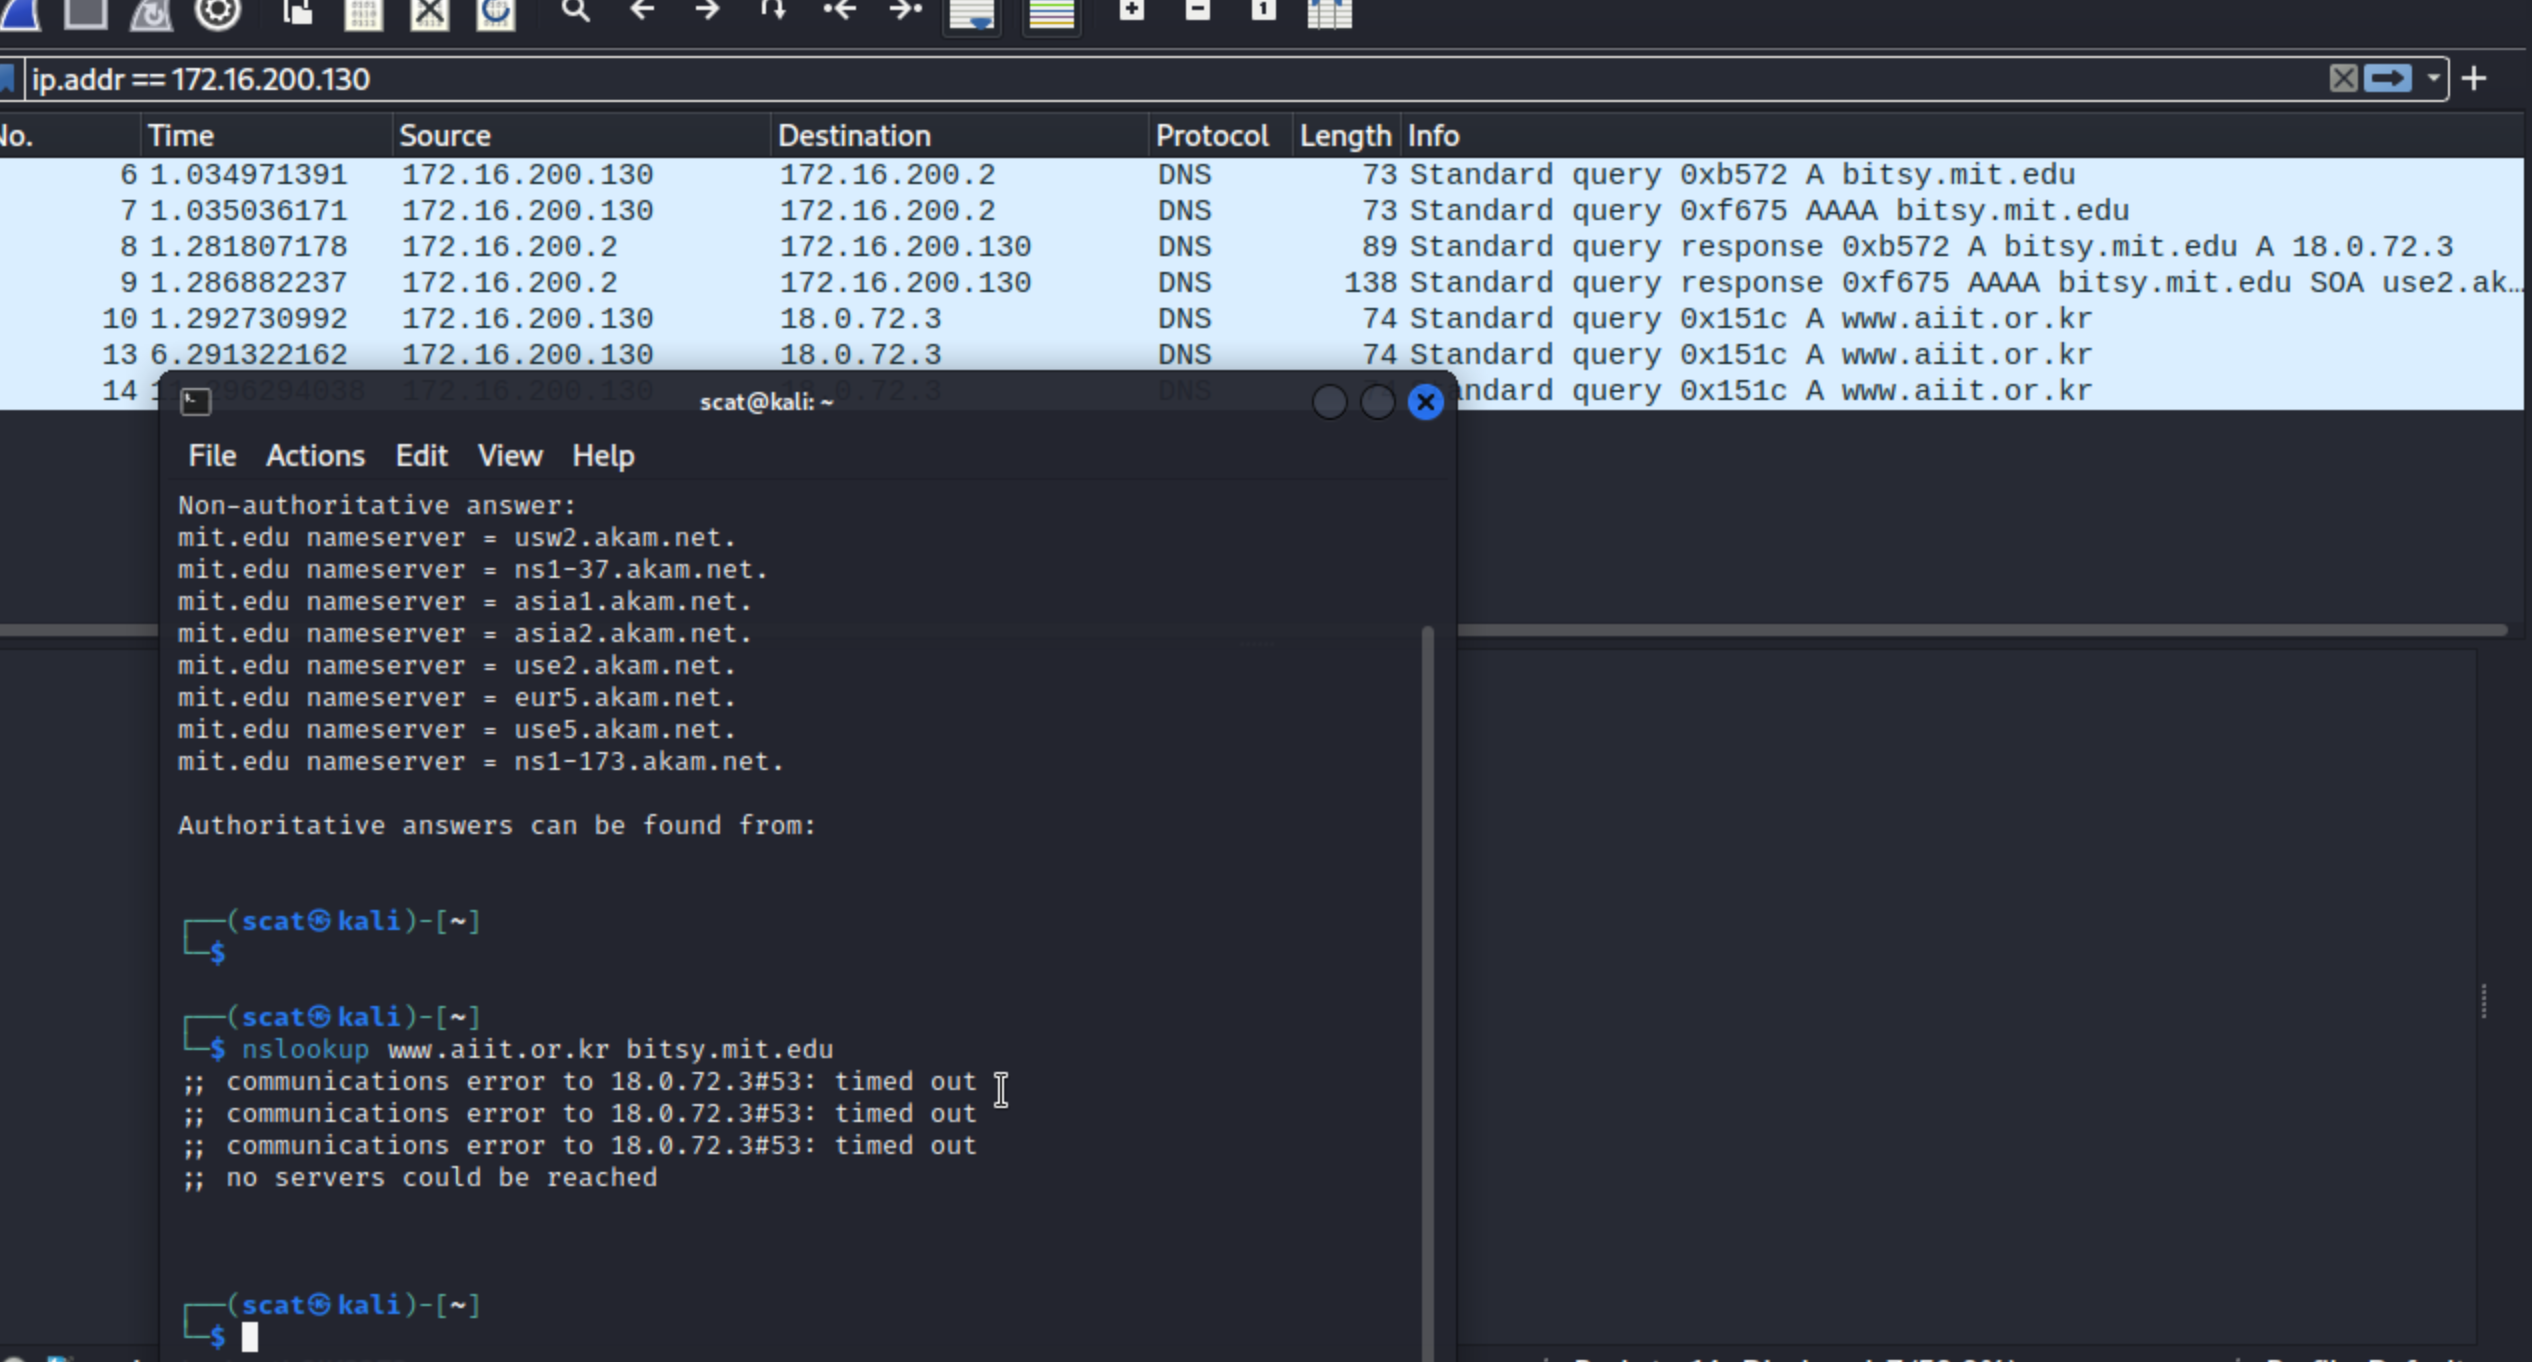 ip.addr == 172.16.200.130
No. Time Source Destination Protocol Length Info
6 1.034971391 172.16.200.130 172.16.200.2 DNS 73 Standard query 0xb572 A bitsy.mit.edu
7 1.035036171 172.16.200.130 172.16.200.2 DNS 73 Standard query 0xf675 AAAA bitsy.mit.edu
8 1.281807178 172.16.200.2 172.16.200.130 DNS 89 Standard query response 0xb572 A bitsy.mit.edu A 18.0.72.3
9 1.286882237 172.16.200.2 172.16.200.130 DNS 138 Standard query response 0xf675 AAAA bitsy.mit.edu SOA use2.ak…
10 1.292730992 172.16.200.130 18.0.72.3 DNS 74 Standard query 0x151c A www.aiit.or.kr
13 6.291322162 172.16.200.130 18.0.72.3 DNS 74 Standard query 0x151c A www.aiit.or.kr
14 172.16.200.130 DNS query 0x151c A www.aiit.or.kr
scat@kali: ~
File Actions Edit View Help
Non-authoritative answer:
mit.edu nameserver = usw2.akam.net.
mit.edu nameserver = ns1-37.akam.net.
mit.edu nameserver = asia1.akam.net.
mit.edu nameserver = asia2.akam.net.
mit.edu nameserver = use2.akam.net.
mit.edu nameserver = eur5.akam.net.
mit.edu nameserver = use5.akam.net.
mit.edu nameserver = ns1-173.akam.net.
Authoritative answers can be found from:
┌──(scat㉿kali)-[~]
└─$
┌──(scat㉿kali)-[~]
└─$ nslookup www.aiit.or.kr bitsy.mit.edu
;; communications error to 18.0.72.3#53: timed out
;; communications error to 18.0.72.3#53: timed out
;; communications error to 18.0.72.3#53: timed out
;; no servers could be reached
┌──(scat㉿kali)-[~]
└─$